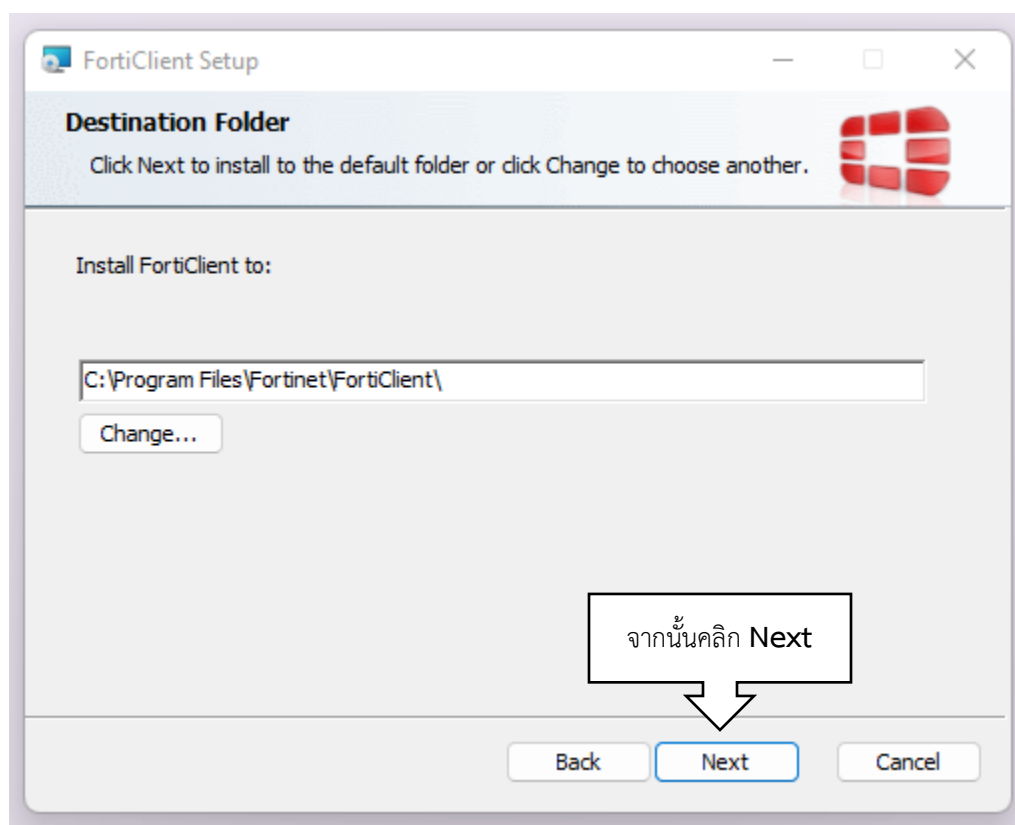 FortiClient Setup
Destination Folder
Click Next to install to the default folder or click Change to choose another.
Install FortiClient to:
C:\Program Files\Fortinet\FortiClient\
Change...
จากนั้นคลิก Next
Back
Next
Cancel